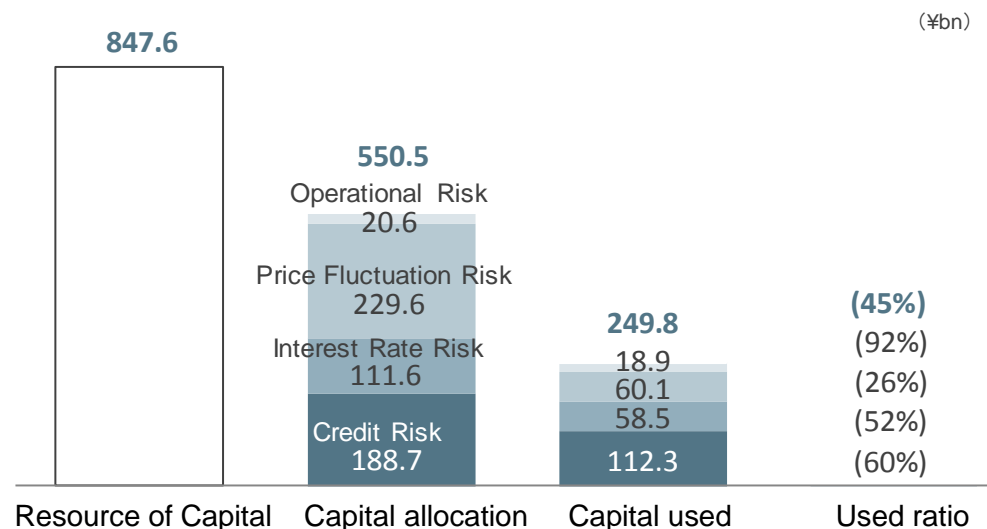 （¥bn）
847.6
550.5
Operational Risk
20.6
Price Fluctuation Risk
229.6
Interest Rate Risk
111.6
Credit Risk
188.7
249.8
18.9
60.1
58.5
112.3
(45%)
(92%)
(26%)
(52%)
(60%)
Resource of Capital
Capital allocation
Capital used
Used ratio